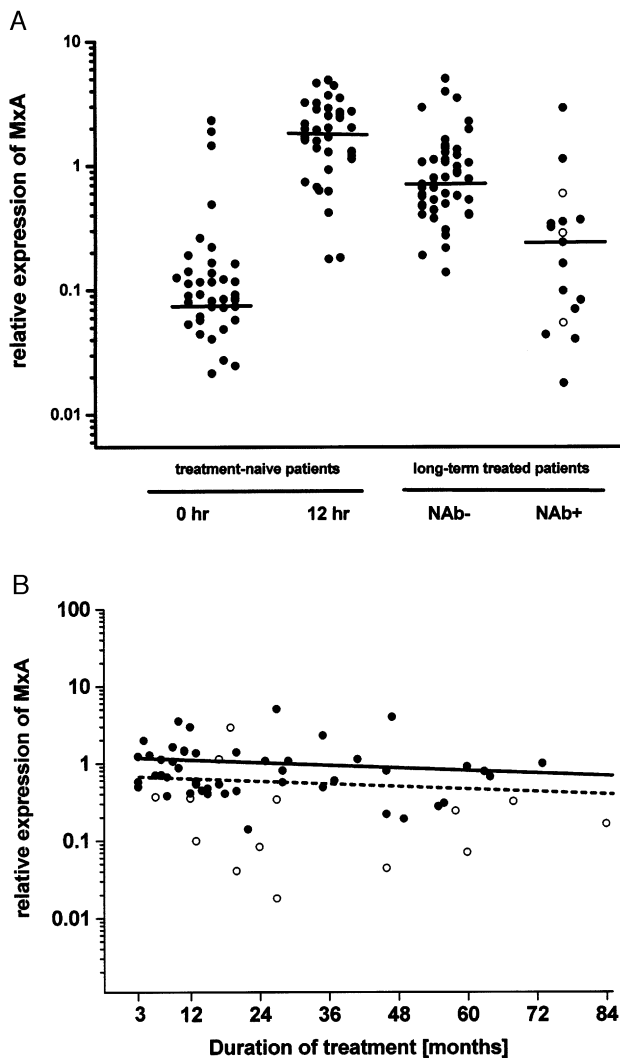 A
relative expression of MxA
10
1
0.1
0.01
treatment-naive patients
long-term treated patients
0 hr
12 hr
NAb-
NAb+
B
relative expression of MxA
100
10
1
0.1
0.01
3 12 24 36 48 60 72 84
Duration of treatment [months]